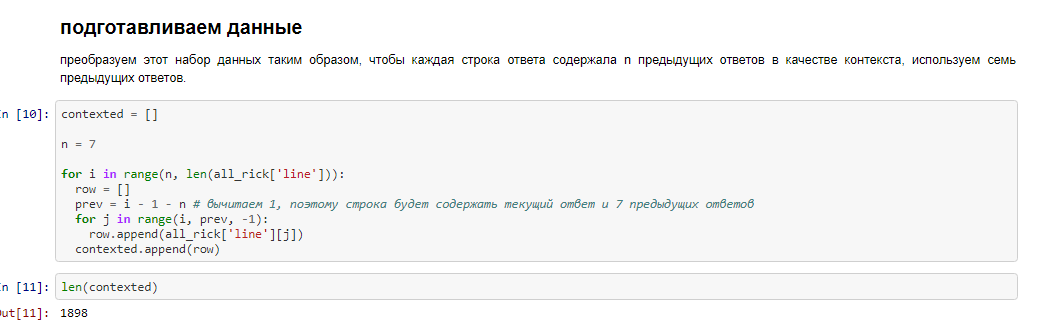 подготавливаем данные
преобразуем этот набор данных таким образом, чтобы каждая строка ответа содержала n предыдущих ответов в качестве контекста, используем семь
предыдущих ответов.
n [10]:
contexted = []
n = 7
for i in range(n, len(all_rick['line'])):
  row = []
  prev = i - 1 - n # вычитаем 1, поэтому строка будет содержать текущий ответ и 7 предыдущих ответов
  for j in range(i, prev, -1):
    row.append(all_rick['line'][j])
  contexted.append(row)
n [11]: len(contexted)
Out[11]: 1898